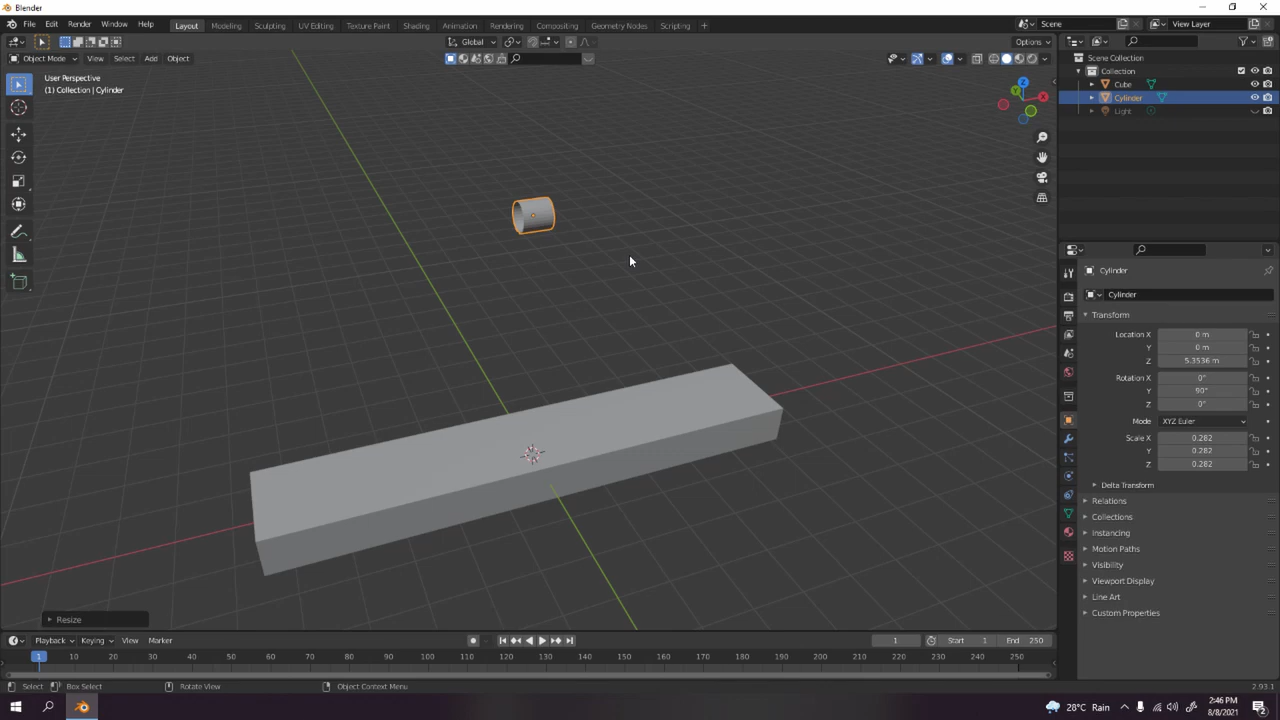 Blender
File Edit Render Window Help Layout Modeling Sculpting UV Editing Texture Paint Shading Animation Rendering Compositing Geometry Nodes Scripting + Scene View Layer
Global Options
Object Mode View Select Add Object
User Perspective
(1) Collection | Cylinder
Z
Y
X
Scene Collection
Collection
Cube
Cylinder
Light
Cylinder
Cylinder
Transform
Location X 0 m
Y 0 m
Z 5.3536 m
Rotation X 0°
Y 90°
Z 0°
Mode XYZ Euler
Scale X 0.282
Y 0.282
Z 0.282
Delta Transform
Relations
Collections
Instancing
Motion Paths
Visibility
Viewport Display
Line Art
Custom Properties
Resize
Playback Keying View Marker 1 Start 1 End 250
1 10 20 30 40 50 60 70 80 90 100 110 120 130 140 150 160 170 180 190 200 210 220 230 240 250
Select Box Select Rotate View Object Context Menu 2.93.1
28°C Rain 2:46 PM
8/8/2021 2